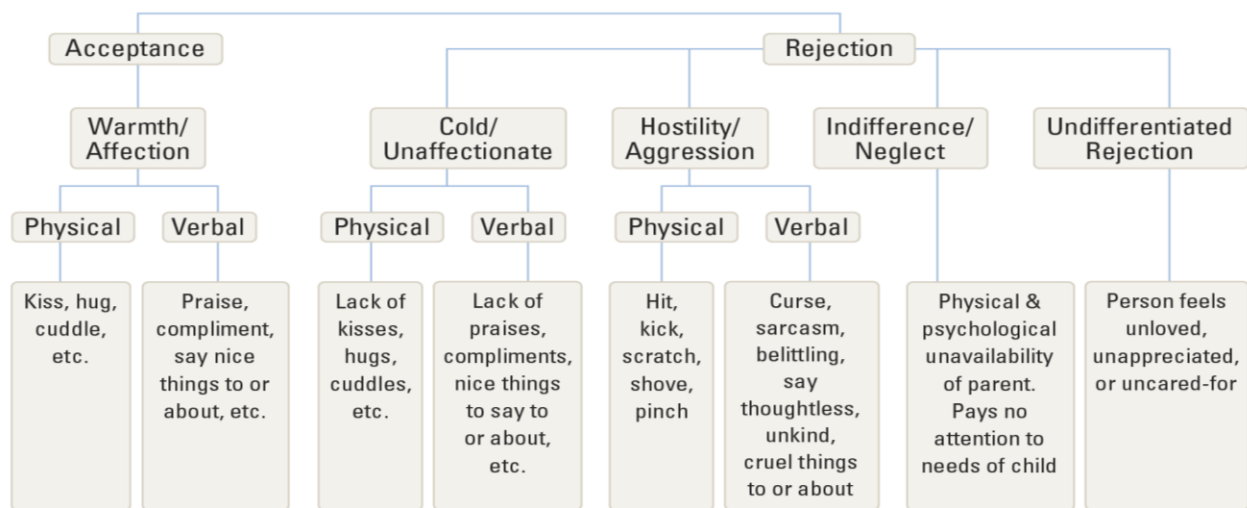 Acceptance
Rejection
Warmth/
Affection
Cold/
Unaffectionate
Hostility/
Aggression
Indifference/
Neglect
Undifferentiated
Rejection
Physical
Verbal
Physical
Verbal
Physical
Verbal
Kiss, hug,
cuddle,
etc.
Praise,
compliment,
say nice
things to or
about, etc.
Lack of
kisses,
hugs,
cuddles,
etc.
Lack of
praises,
compliments,
nice things
to say to
or about,
etc.
Hit,
kick,
scratch,
shove,
pinch
Curse,
sarcasm,
belittling,
say
thoughtless,
unkind,
cruel things
to or about
Physical &
psychological
unavailability
of parent.
Pays no
attention to
needs of child
Person feels
unloved,
unappreciated,
or uncared-for